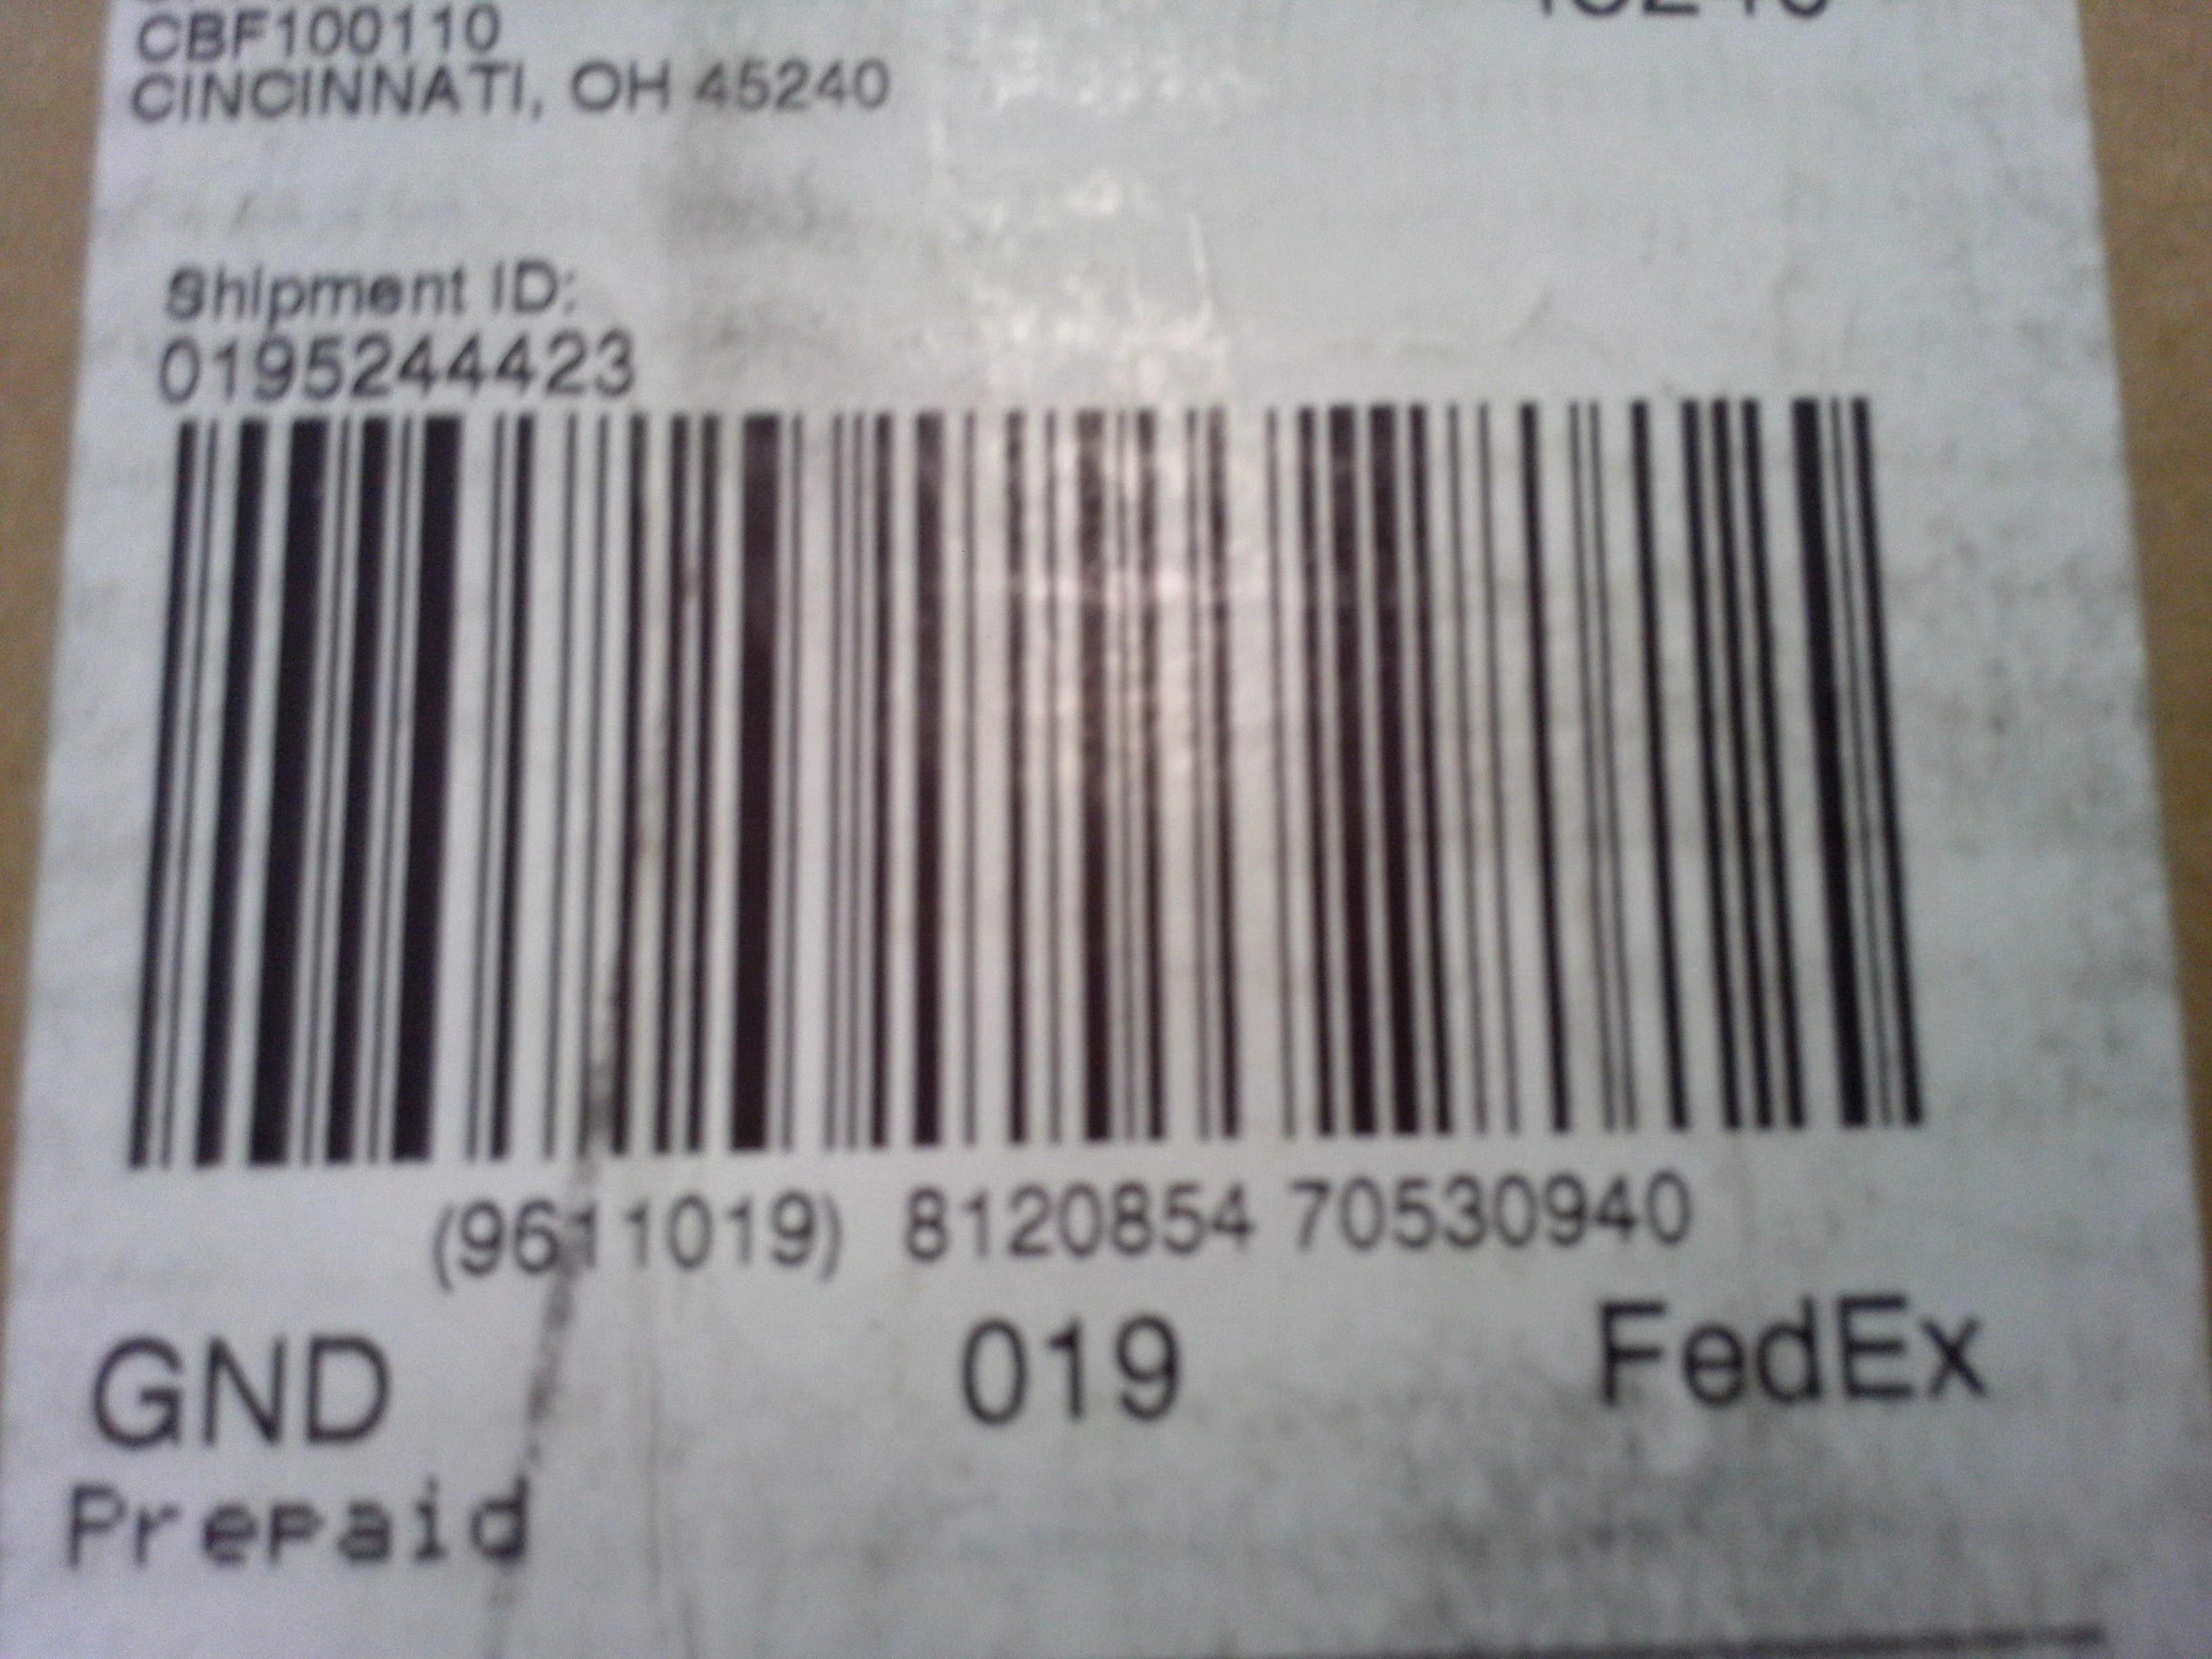 CBF100110
CINCINNATI, OH 45240
Shipment ID:
0195244423
(9611019) 8120854 70530940
GND 019 FedEx
Prepaid